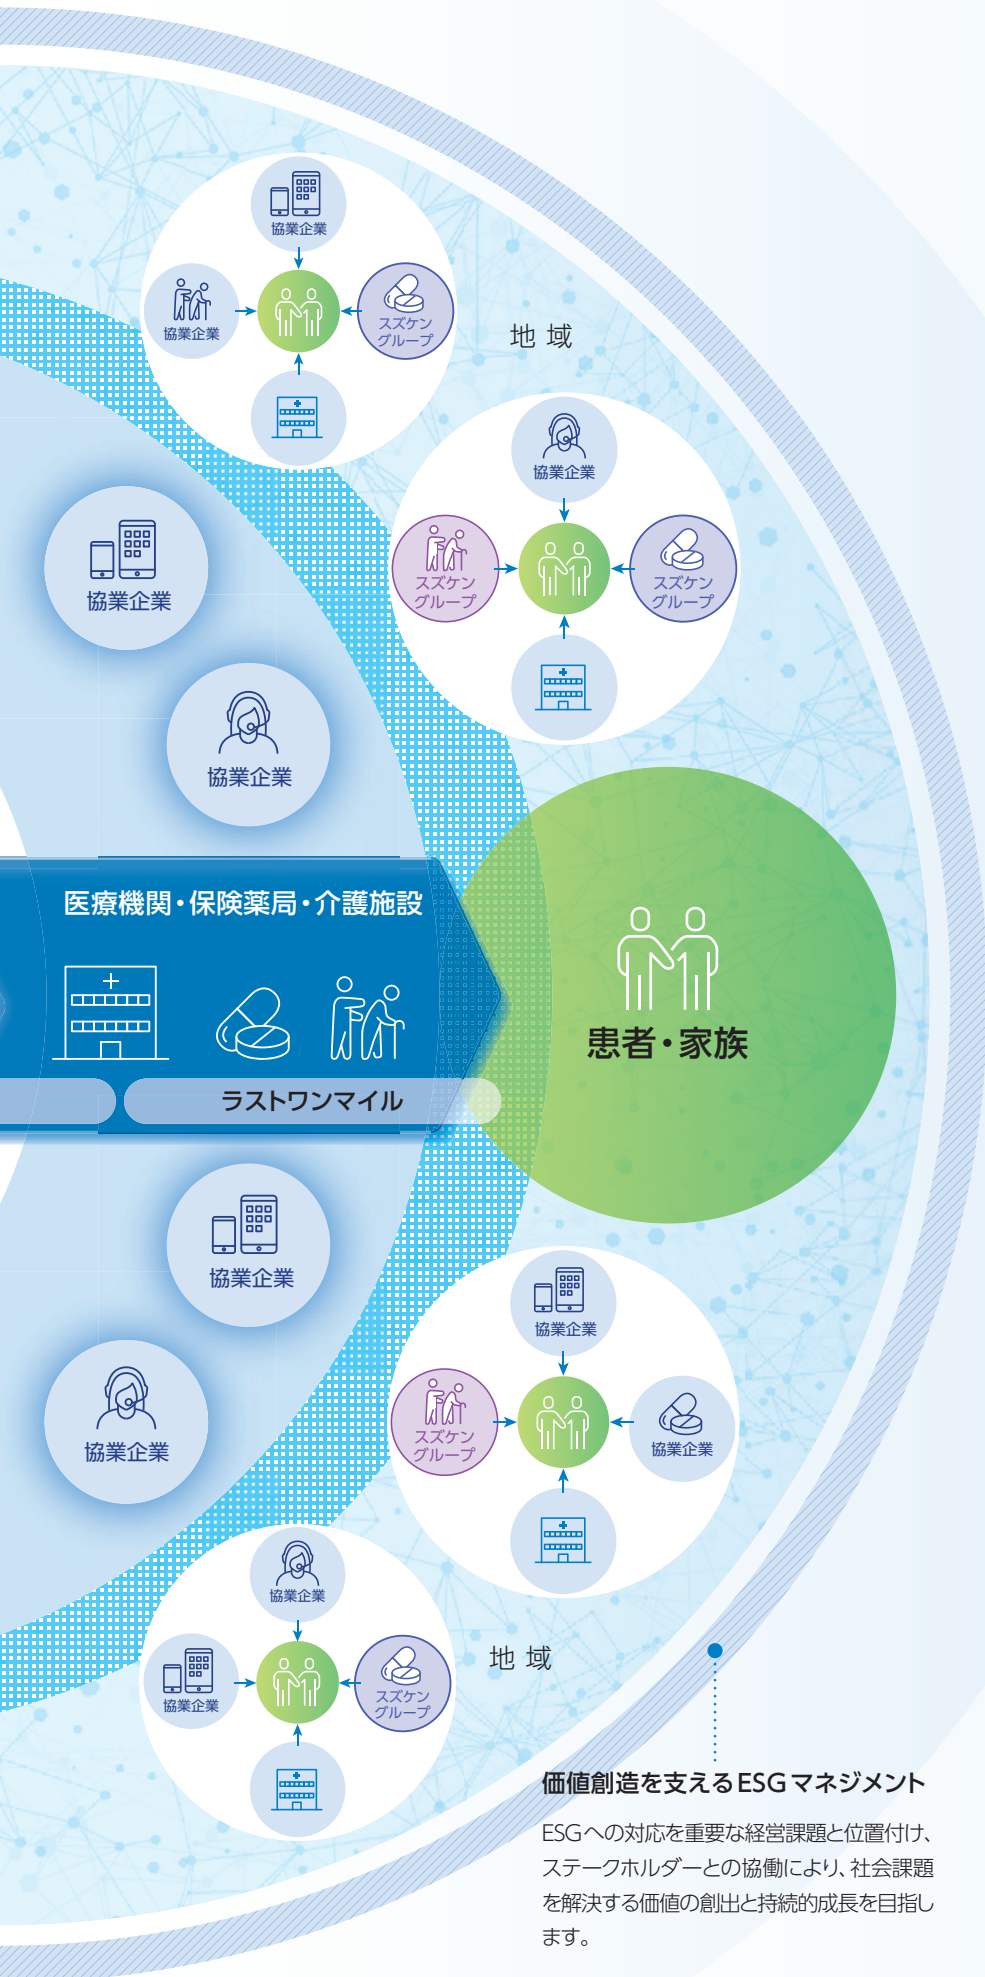 協業企業
協業企業
スズケン
グループ
地域
協業企業
スズケン
グループ
スズケン
グループ
協業企業
協業企業
医療機関・保険薬局・介護施設
ラストワンマイル
患者・家族
協業企業
協業企業
協業企業
スズケン
グループ
協業企業
協業企業
協業企業
スズケン
グループ
地域
価値創造を支えるESGマネジメント
ESGへの対応を重要な経営課題と位置付け、
ステークホルダーとの協働により、社会課題
を解決する価値の創出と持続的成長を目指し
ます。